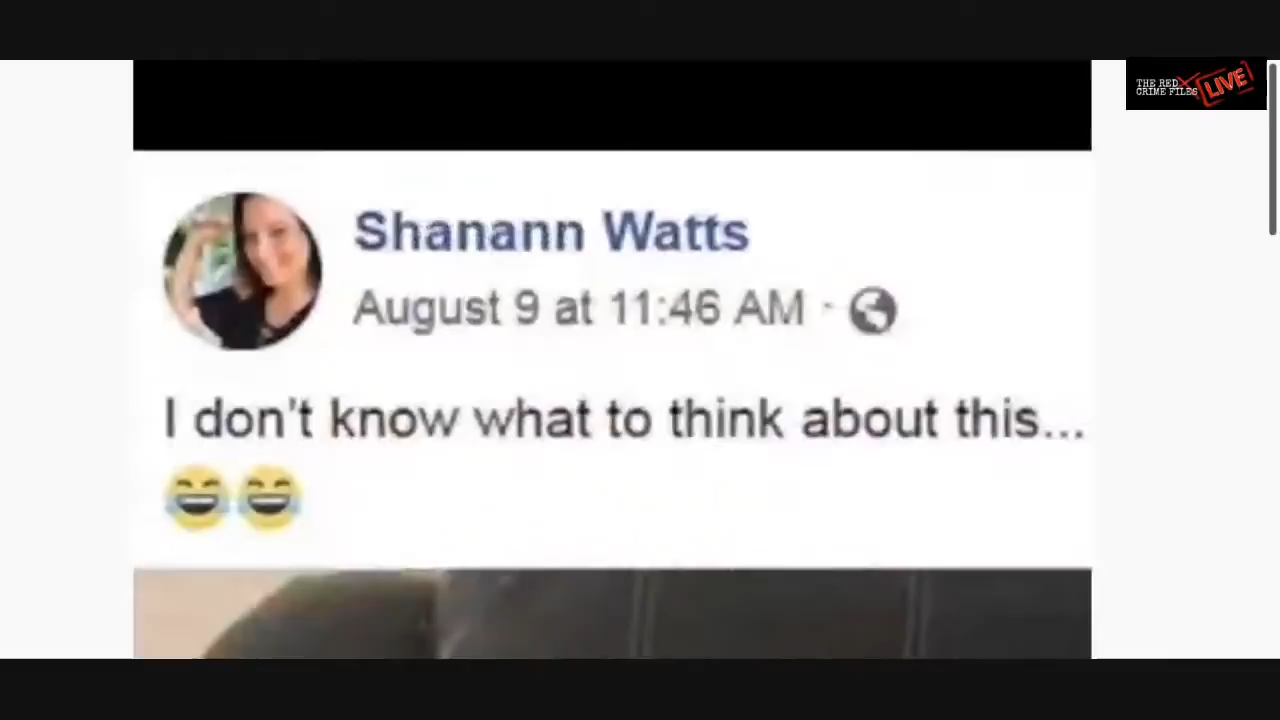 THE RED
CRIME FILES
LIVE
Shanann Watts
August 9 at 11:46 AM ·
I don't know what to think about this...